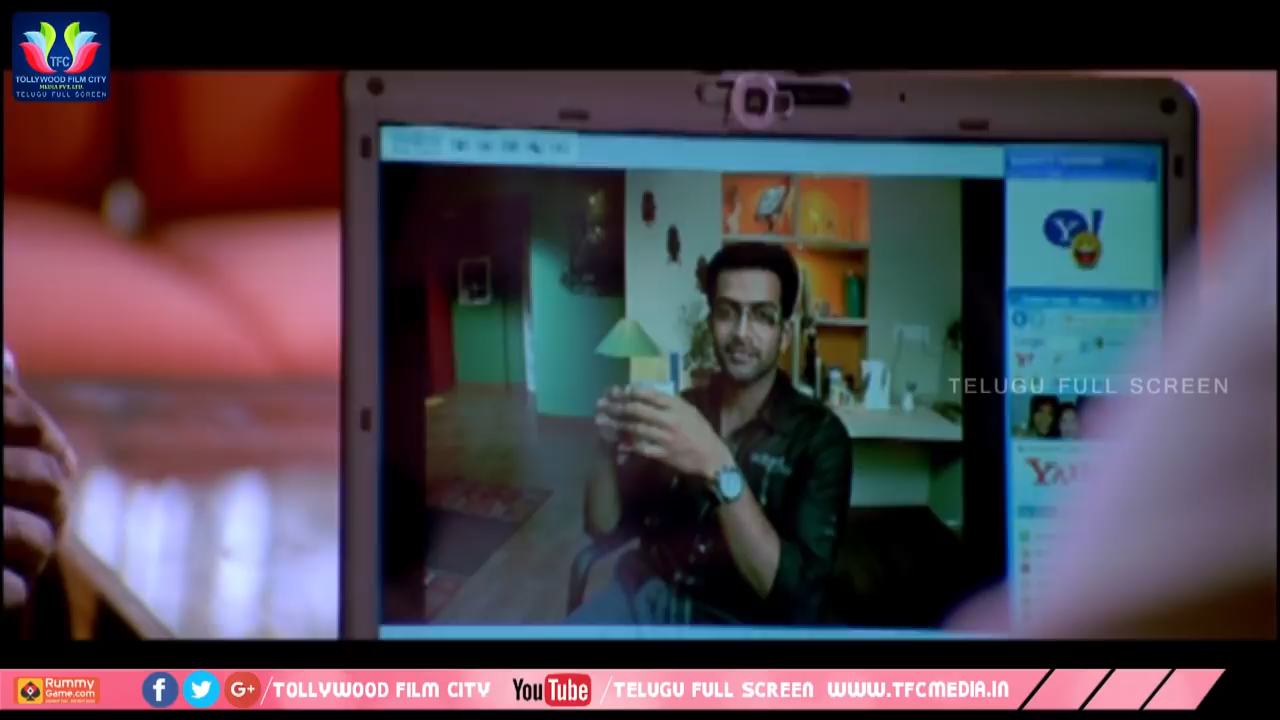 TFC
TOLLYWOOD FILM CITY
MEDIA PVT. LTD.
TELUGU FULL SCREEN
Y!
TELUGU FULL SCREEN
Rummy
Game.com
f G+ /TOLLYWOOD FILM CITY YouTube /TELUGU FULL SCREEN WWW.TFCMEDIA.IN